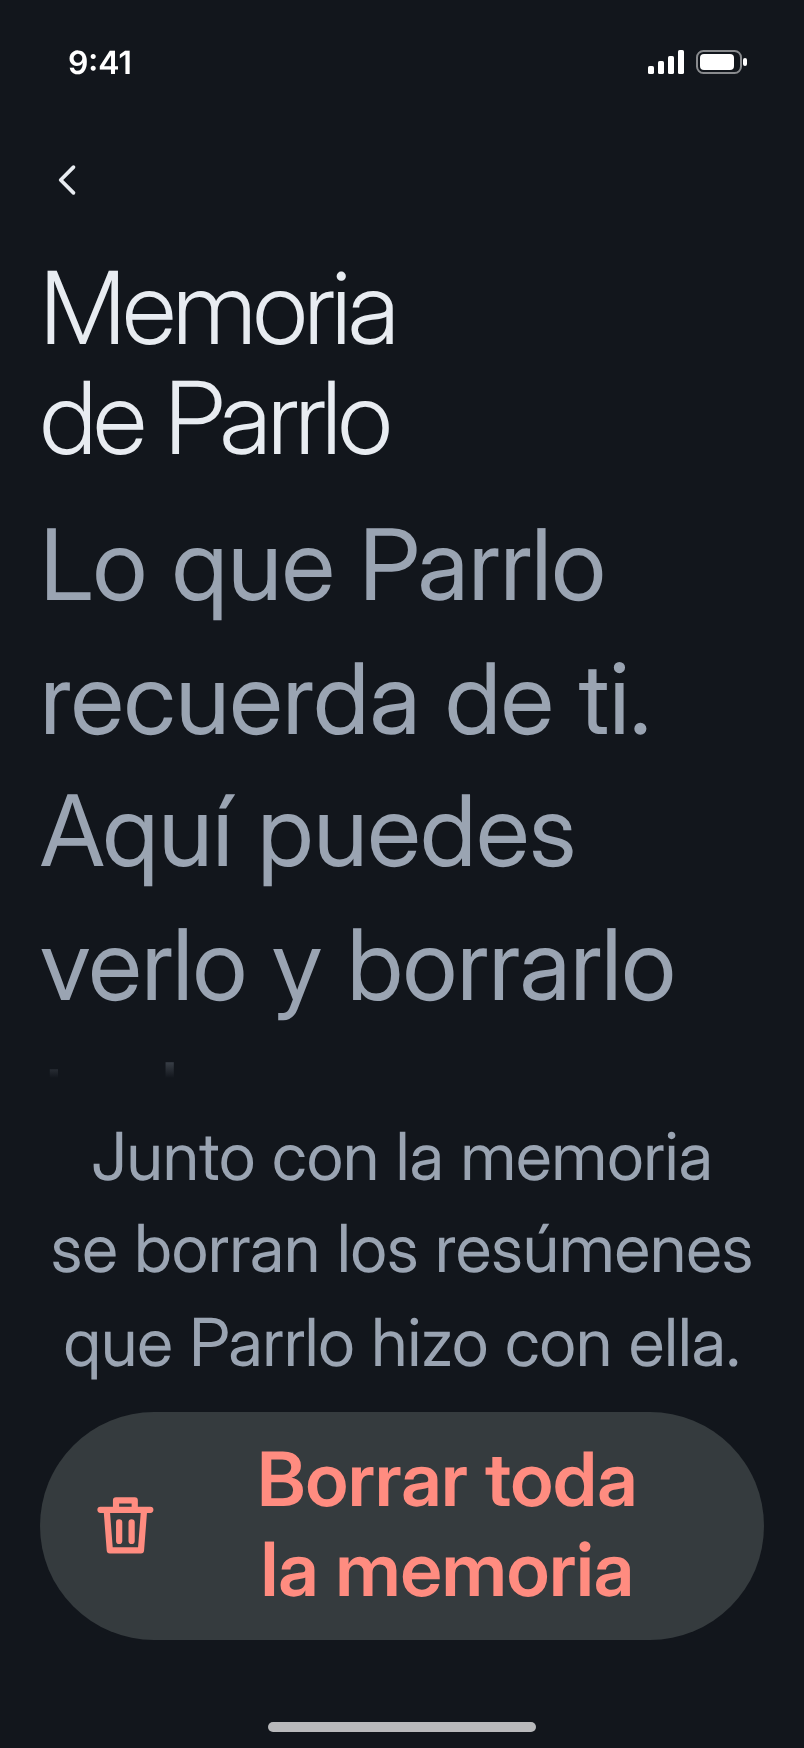 9:41
Memoria
de Parrlo
Lo que Parrlo
recuerda de ti.
Aquí puedes
verlo y borrarlo
Junto con la memoria
se borran los resúmenes
que Parrlo hizo con ella.
Borrar toda
la memoria